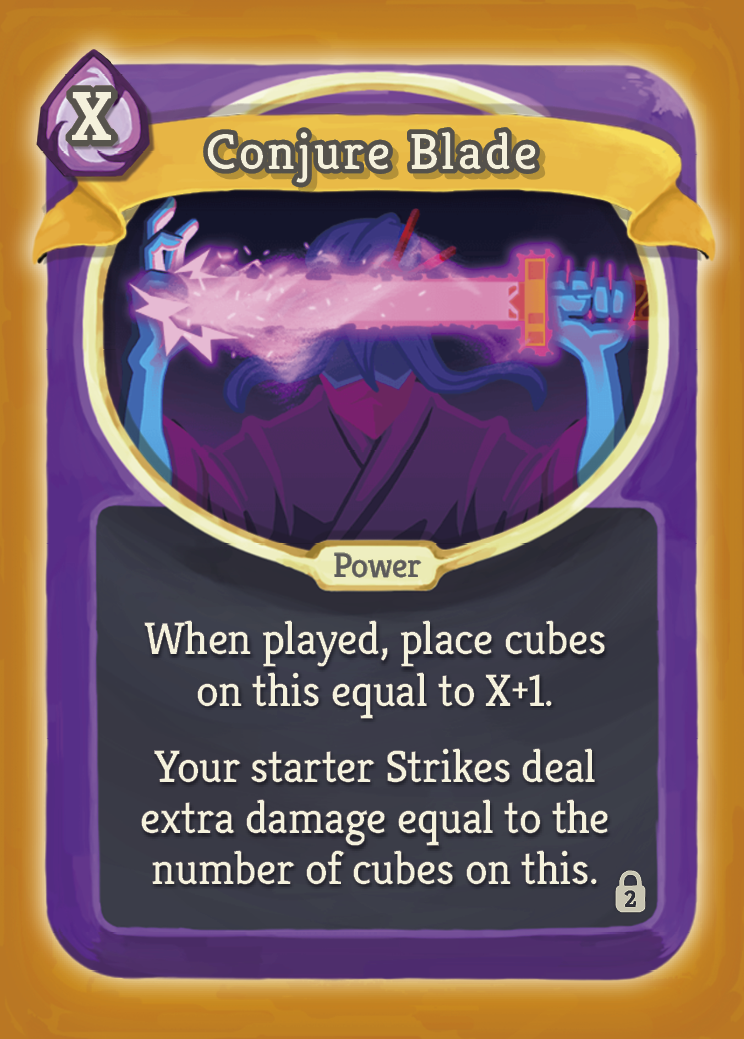 X
Conjure Blade
Power
When played, place cubes
on this equal to X+1.
Your starter Strikes deal
extra damage equal to the
number of cubes on this.
2